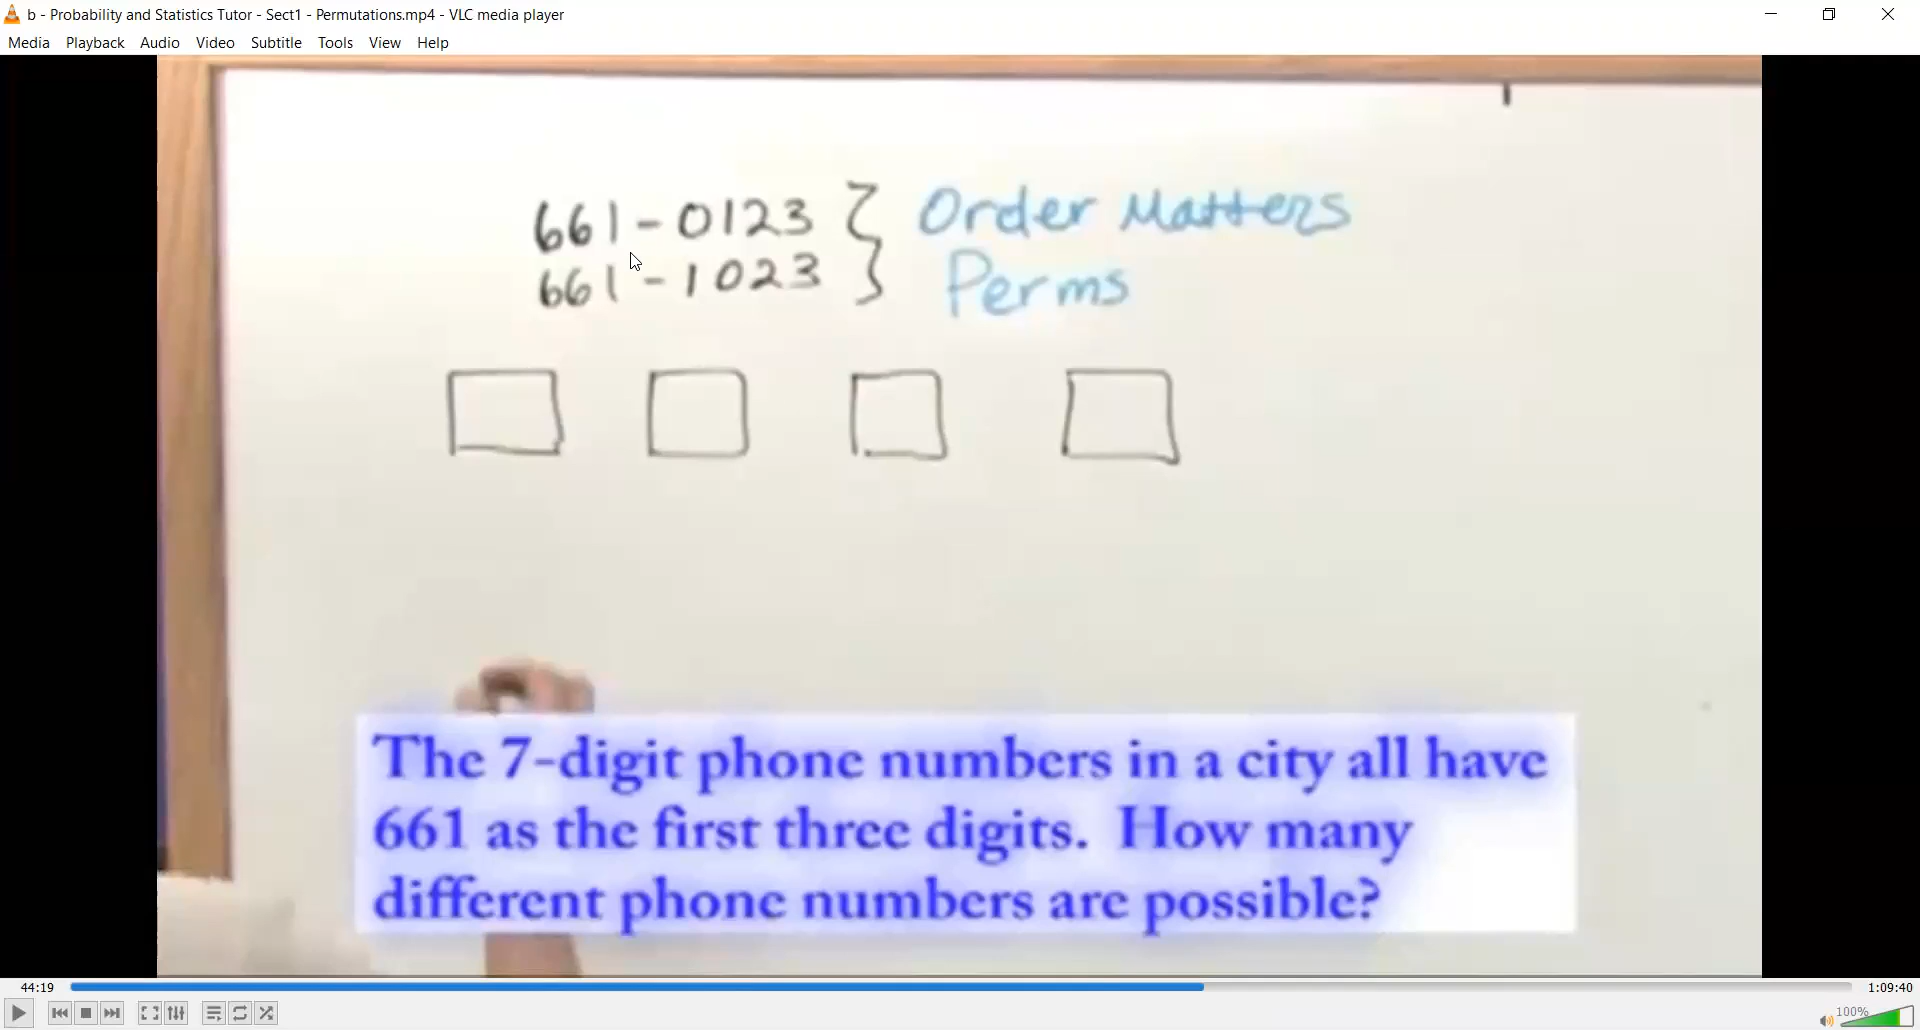 b - Probability and Statistics Tutor - Sect1 - Permutations.mp4 - VLC media player
Media Playback Audio Video Subtitle Tools View Help
661-0123 } Order Matters
661-1023 Perms
The 7-digit phone numbers in a city all have
661 as the first three digits. How many
different phone numbers are possible?
44:19 1:09:40
100%